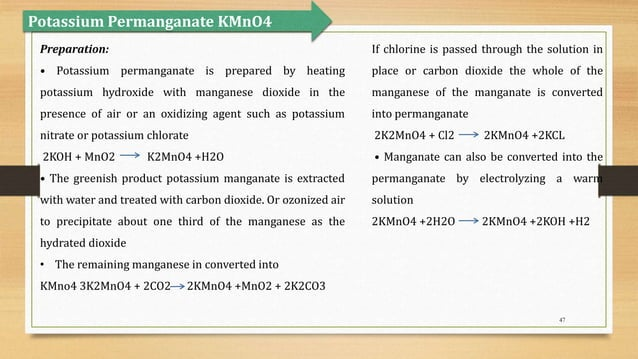 Potassium Permanganate KMnO4
Preparation:
• Potassium permanganate is prepared by heating
potassium hydroxide with manganese dioxide in the
presence of air or an oxidizing agent such as potassium
nitrate or potassium chlorate
2KOH + MnO2 → K2MnO4 +H2O
• The greenish product potassium manganate is extracted
with water and treated with carbon dioxide. Or ozonized air
to precipitate about one third of the manganese as the
hydrated dioxide
• The remaining manganese in converted into
KMno4 3K2MnO4 + 2CO2→ 2KMnO4 +MnO2 + 2K2CO3
If chlorine is passed through the solution in
place or carbon dioxide the whole of the
manganese of the manganate is converted
into permanganate
2K2MnO4 + Cl2 → 2KMnO4 +2KCL
• Manganate can also be converted into the
permanganate by electrolyzing a warm
solution
2KMnO4 +2H2O → 2KMnO4 +2KOH +H2
47